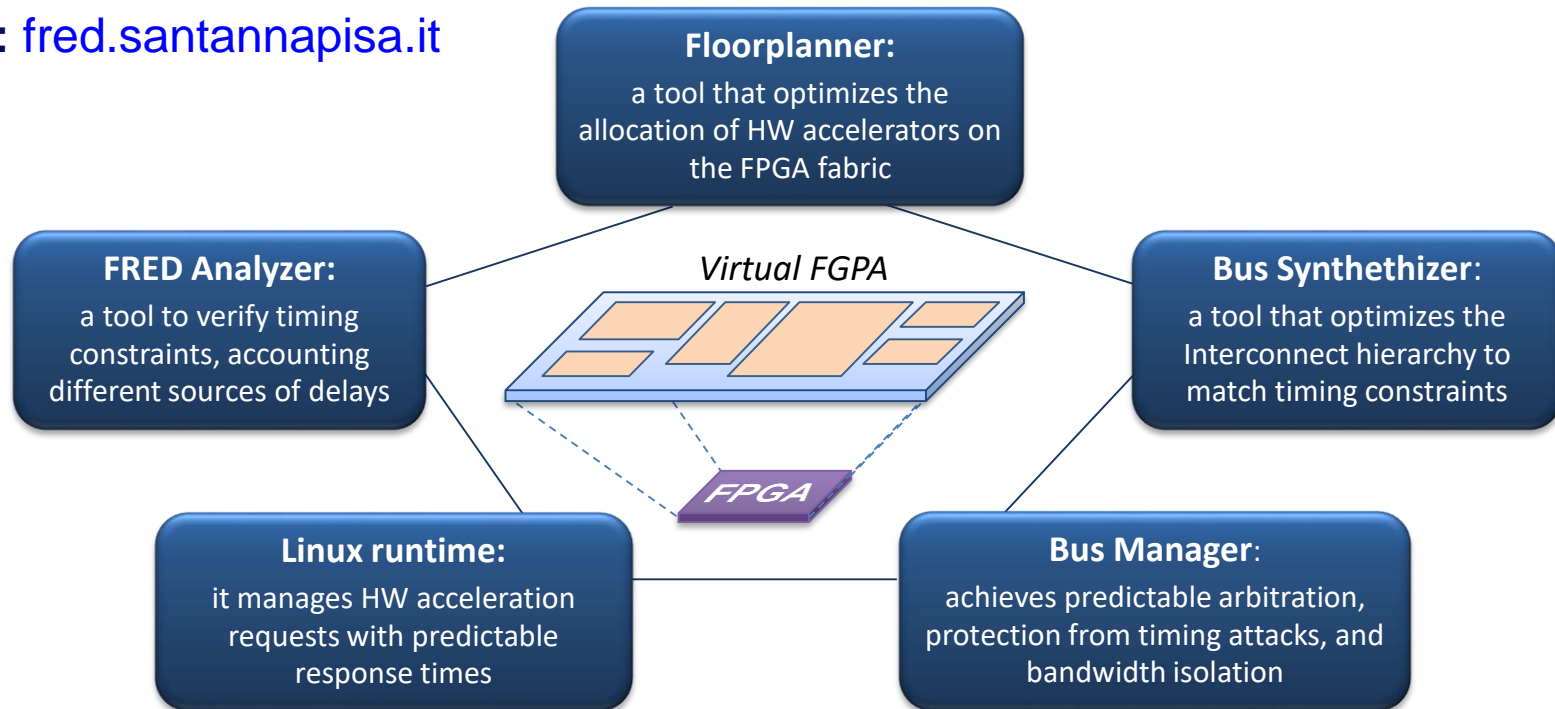 : fred.santannapisa.it
Floorplanner:
a tool that optimizes the
allocation of HW accelerators on
the FPGA fabric
FRED Analyzer:
a tool to verify timing
constraints, accounting
different sources of delays
Virtual FGPA
Bus Synthethizer:
a tool that optimizes the
Interconnect hierarchy to
match timing constraints
FPGA
Linux runtime:
it manages HW acceleration
requests with predictable
response times
Bus Manager:
achieves predictable arbitration,
protection from timing attacks, and
bandwidth isolation